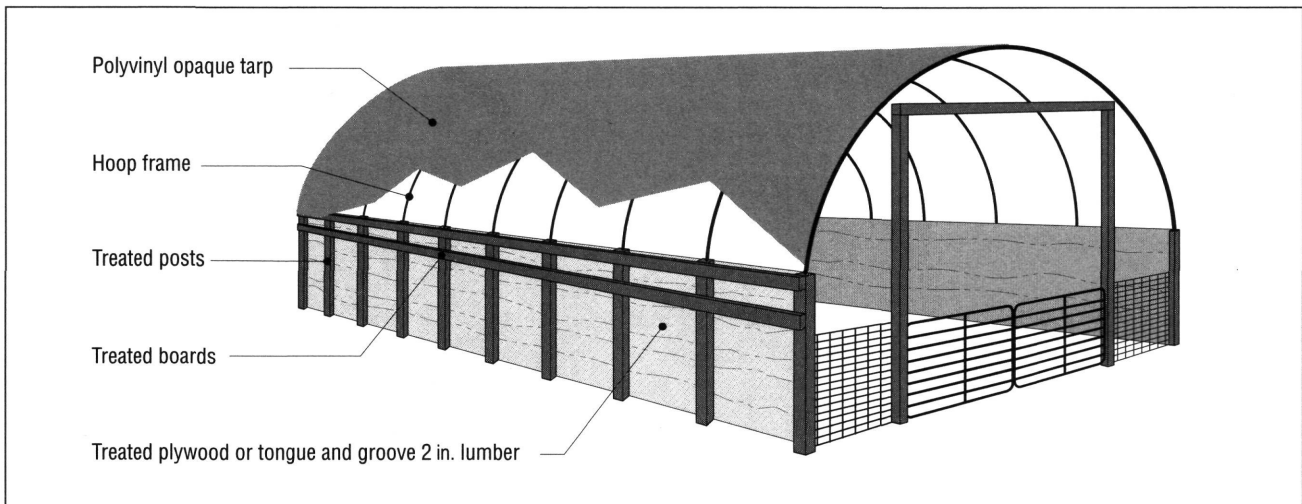 Polyvinyl opaque tarp
Hoop frame
Treated posts
Treated boards
Treated plywood or tongue and groove 2 in. lumber